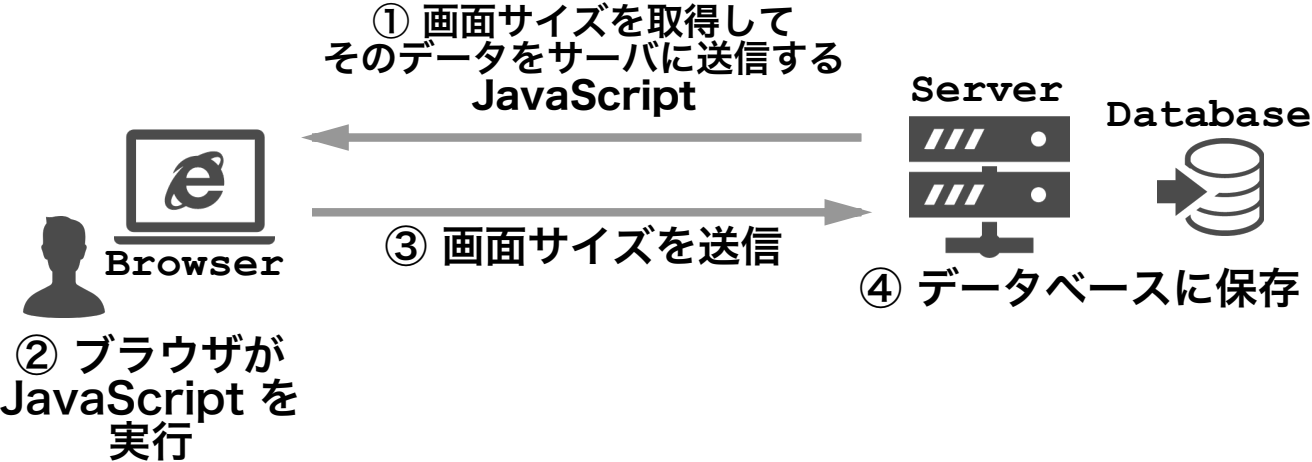 ① 画面サイズを取得して
そのデータをサーバに送信する
JavaScript
Server
Database
Browser
③ 画面サイズを送信
④ データベースに保存
② ブラウザが
JavaScript を
実行